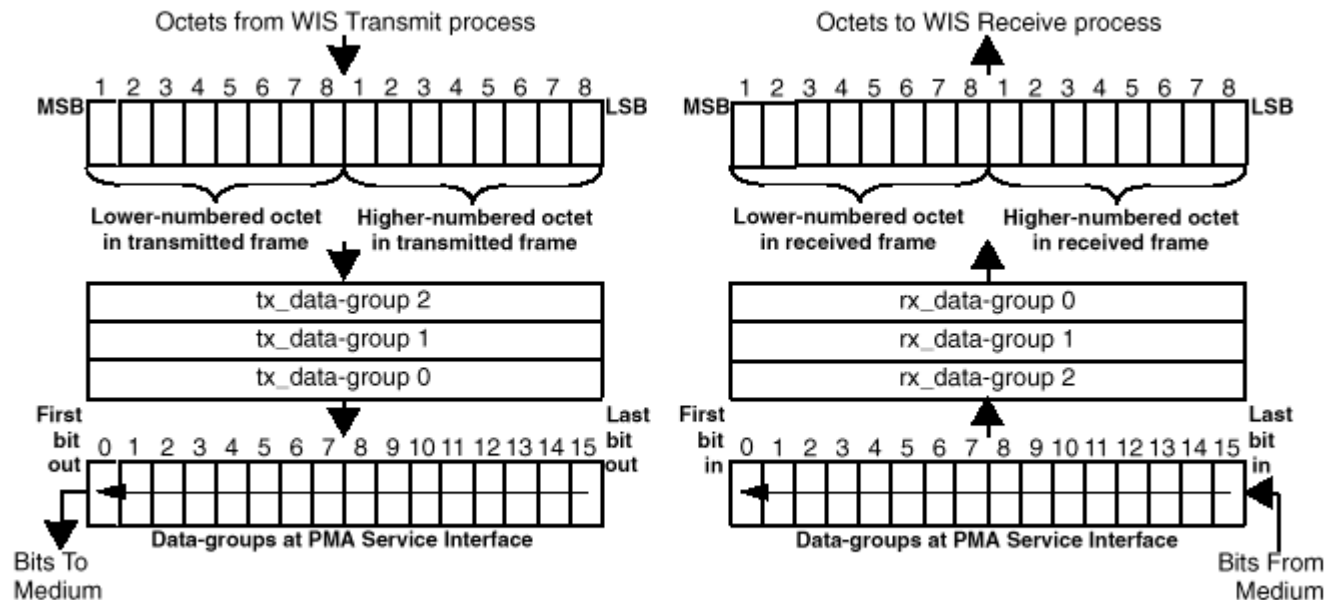 Octets from WIS Transmit process
1 2 3 4 5 6 7 8 1 2 3 4 5 6 7 8
MSB LSB
Lower-numbered octet
in transmitted frame
Higher-numbered octet
in transmitted frame
tx_data-group 2
tx_data-group 1
tx_data-group 0
First
bit
out
Last
bit
out
0 1 2 3 4 5 6 7 8 9 10 11 12 13 14 15
Data-groups at PMA Service Interface
Bits To
Medium
Octets to WIS Receive process
1 2 3 4 5 6 7 8 1 2 3 4 5 6 7 8
MSB LSB
Lower-numbered octet
in received frame
Higher-numbered octet
in received frame
rx_data-group 0
rx_data-group 1
rx_data-group 2
First
bit
in
Last
bit
in
0 1 2 3 4 5 6 7 8 9 10 11 12 13 14 15
Data-groups at PMA Service Interface
Bits From
Medium